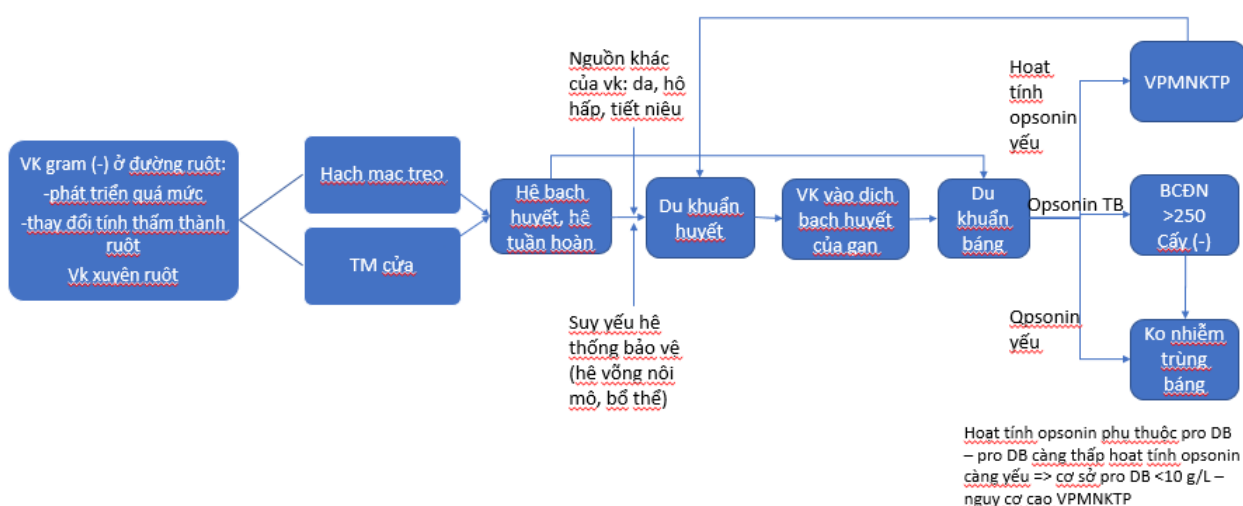 VK gram (-) ở đường ruột:
-phát triển quá mức
-thay đổi tính thấm thành
ruột
Vk xuyên ruột
Hạch mạc treo
TM cửa
Hệ bạch
huyết, hệ
tuần hoàn
Nguồn khác
của vk: da, hô
hấp, tiết niệu
Suy yếu hệ
thống bảo vệ
(hệ võng nôi
mô, bổ thể)
Du khuẩn
huyết
VK vào dịch
bạch huyết
của gan
Du
khuẩn
báng
Hoạt
tính
opsonin
yếu
Opsonin TB
Qpsonin
yếu
VPMNKTP
BCĐN
>250
Cấy (-)
Ko nhiễm
trùng
báng
Hoạt tính opsonin phụ thuộc pro DB
– pro DB càng thấp hoạt tính opsonin
càng yếu => cơ sở pro DB <10 g/L –
nguy cơ cao VPMNKTP